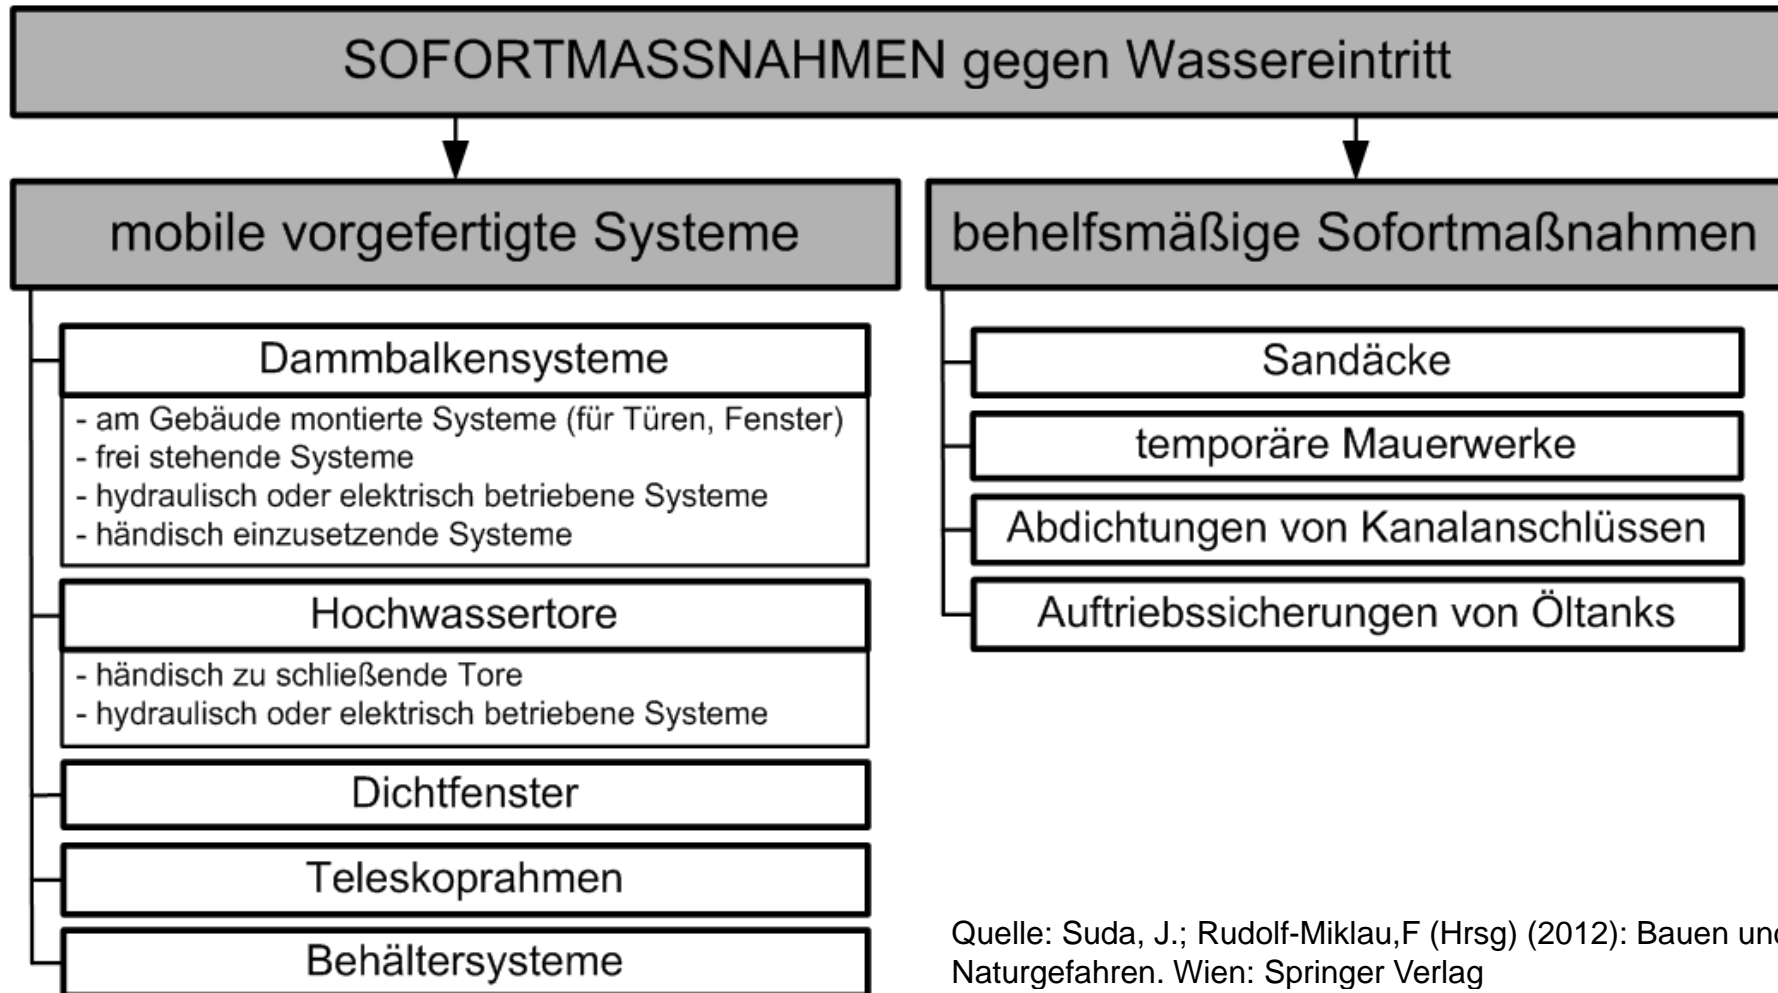 SOFORTMASSNAHMEN gegen Wassereintritt
mobile vorgefertigte Systeme
Dammbalkensysteme
- am Gebäude montierte Systeme (für Türen, Fenster)
- frei stehende Systeme
- hydraulisch oder elektrisch betriebene Systeme
- händisch einzusetzende Systeme
Hochwassertore
- händisch zu schließende Tore
- hydraulisch oder elektrisch betriebene Systeme
Dichtfenster
Teleskoprahmen
Behältersysteme
behelfsmäßige Sofortmaßnahmen
Sandäcke
temporäre Mauerwerke
Abdichtungen von Kanalanschlüssen
Auftriebssicherungen von Öltanks
Quelle: Suda, J.; Rudolf-Miklau,F (Hrsg) (2012): Bauen und
Naturgefahren. Wien: Springer Verlag